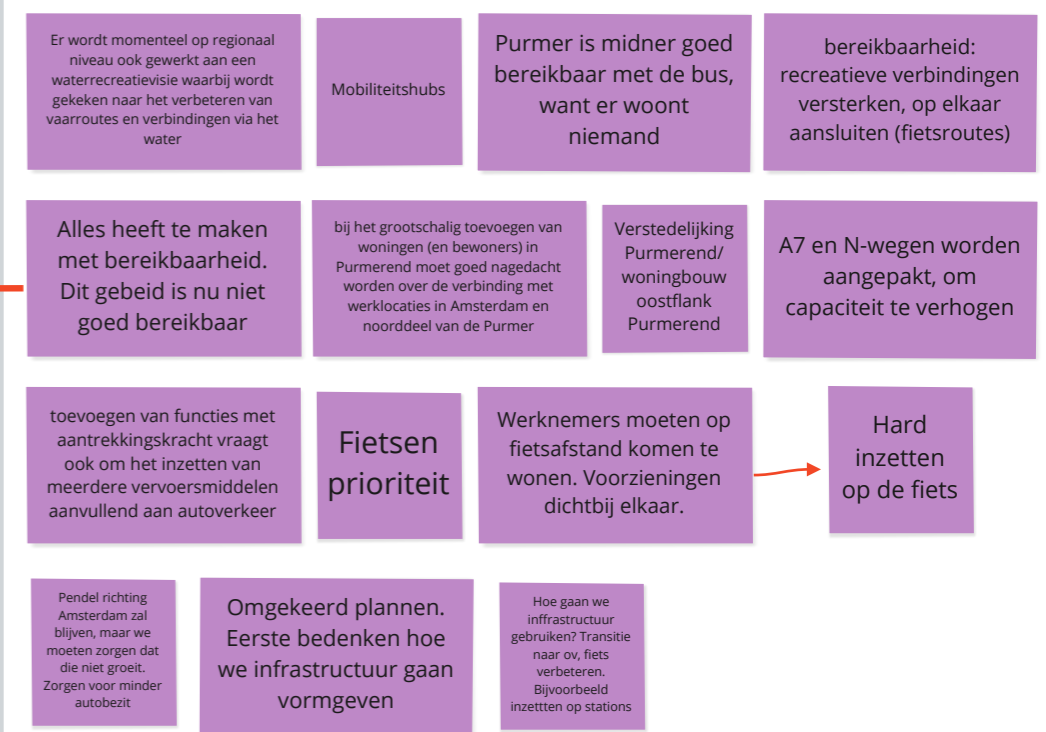 Er wordt momenteel op regionaal
niveau ook gewerkt aan een
waterrecreatievisie waarbij wordt
gekeken naar het verbeteren van
vaarroutes en verbindingen via het
water
Mobiliteitshubs
Purmer is midner goed
bereikbaar met de bus,
want er woont
niemand
bereikbaarheid:
recreatieve verbindingen
versterken, op elkaar
aansluiten (fietsroutes)
Alles heeft te maken
met bereikbaarheid.
Dit gebeid is nu niet
goed bereikbaar
bij het grootschalig toevoegen van
woningen (en bewoners) in
Purmerend moet goed nagedacht
worden over de verbinding met
werklocaties in Amsterdam en
noorddeel van de Purmer
Verstedelijking
Purmerend/
woningbouw
oostflank
Purmerend
A7 en N-wegen worden
aangepakt, om
capaciteit te verhogen
toevoegen van functies met
aantrekkingskracht vraagt
ook om het inzetten van
meerdere vervoersmiddelen
aanvullend aan autoverkeer
Fietsen
prioriteit
Werknemers moeten op
fietsafstand komen te
wonen. Voorzieningen
dichtbij elkaar.
Hard
inzetten
op de fiets
Pendel richting
Amsterdam zal
blijven, maar we
moeten zorgen dat
die niet groeit.
Zorgen voor minder
autobezit
Omgekeerd plannen.
Eerste bedenken hoe
we infrastructuur gaan
vormgeven
Hoe gaan we
inffrastructuur
gebruiken? Transitie
naar ov, fiets
verbeteren.
Bijvoorbeeld
inzettten op stations